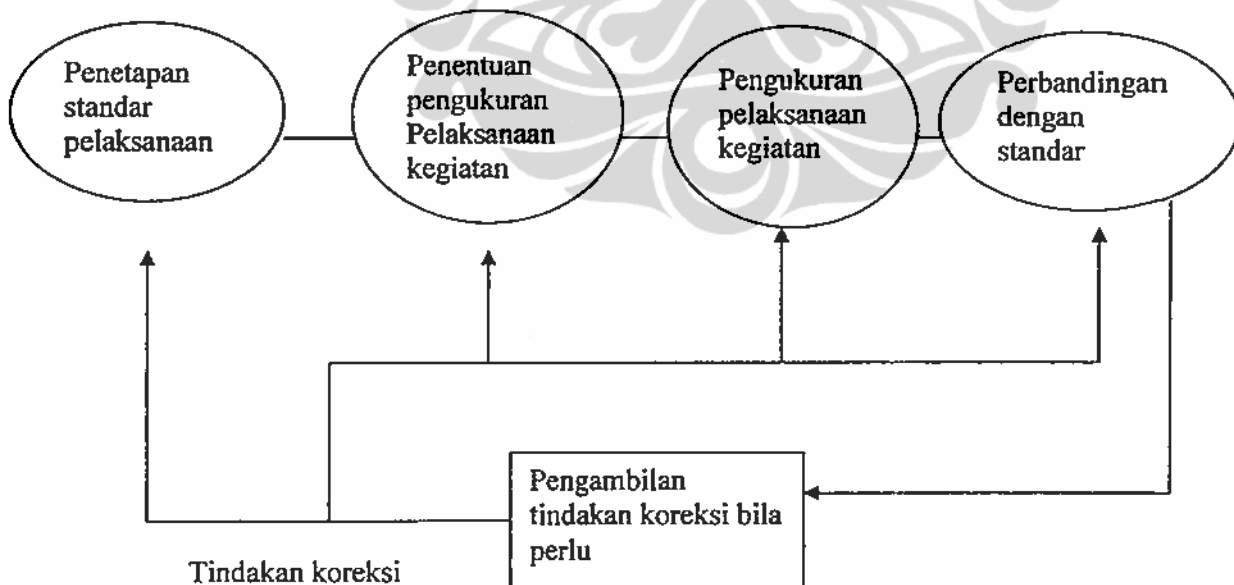 Penetapan
standar
pelaksanaan
Penentuan
pengukuran
Pelaksanaan
kegiatan
Pengukuran
pelaksanaan
kegiatan
Perbandingan
dengan
standar
Pengambilan
tindakan koreksi bila
perlu
Tindakan koreksi